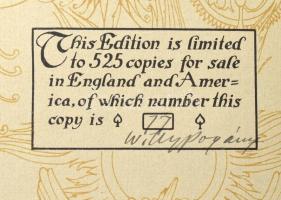 This Edition is limited
to 525 copies for sale
in England and Amer=
ica, of which number this
copy is ♤ 77 ♤
Willy Pogány